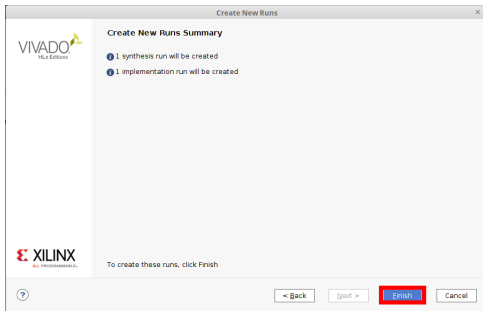 Create New Runs
×
VIVADO
HLx Editions
Create New Runs Summary
1 synthesis run will be created
1 implementation run will be created
XILINX
ALL PROGRAMMABLE.
To create these runs, click Finish
?
< Back
Next >
Finish
Cancel